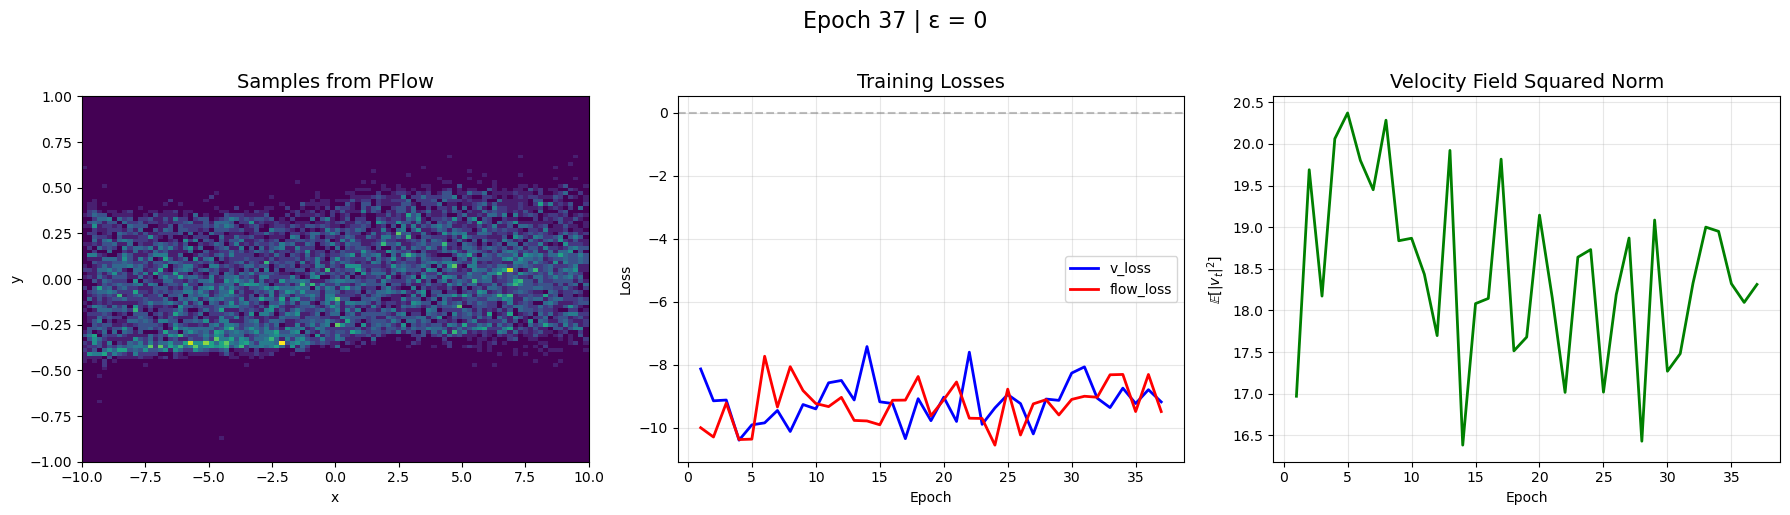 Epoch 37 | ε = 0
Samples from PFlow
1.00
0.75
0.50
0.25
0.00
−0.25
−0.50
−0.75
−1.00
y
−10.0 −7.5 −5.0 −2.5 0.0 2.5 5.0 7.5 10.0
x
Training Losses
0
−2
−4
−6
−8
−10
Loss
v_loss
flow_loss
0 5 10 15 20 25 30 35
Epoch
Velocity Field Squared Norm
20.5
20.0
19.5
19.0
18.5
18.0
17.5
17.0
16.5
𝔼[|v_t|²]
0 5 10 15 20 25 30 35
Epoch